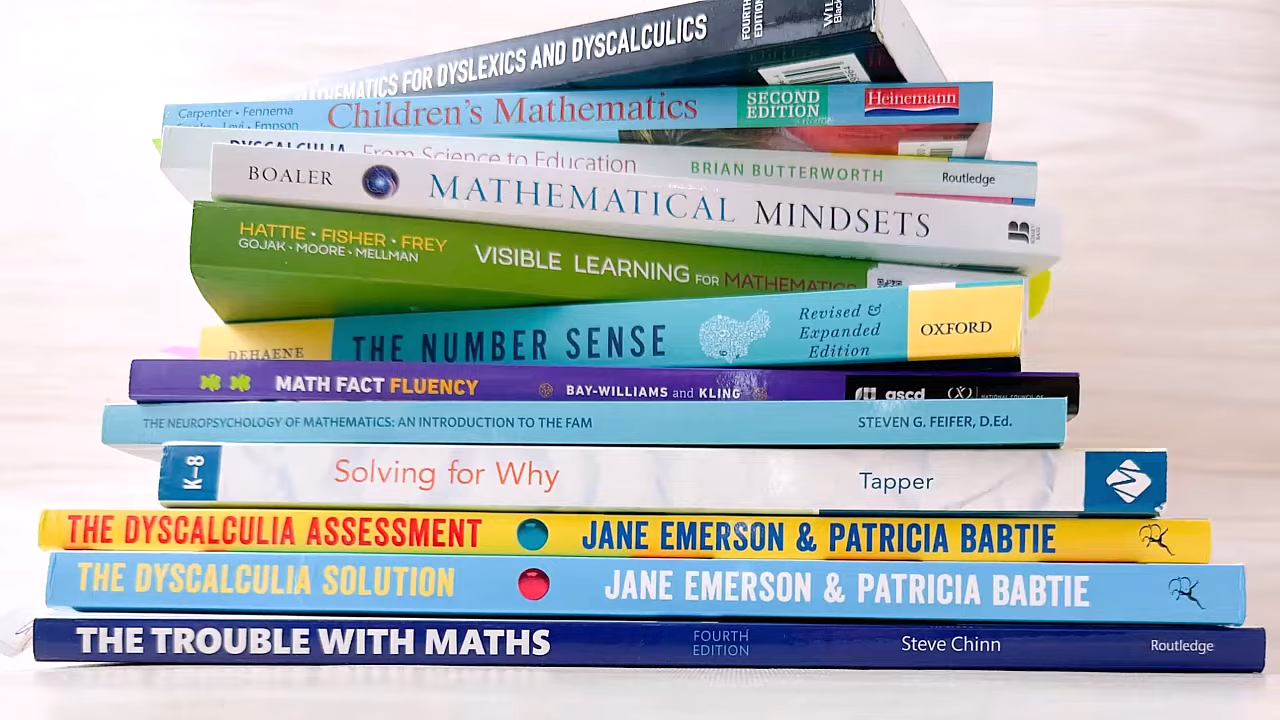 MATHEMATICS FOR DYSLEXICS AND DYSCALCULICS
FOURTH
EDITION
Carpenter • Fennema
Levi • Empson
Children's Mathematics
SECOND
EDITION
Heinemann
DYSCALCULIA From Science to Education
BRIAN BUTTERWORTH
Routledge
BOALER
MATHEMATICAL MINDSETS
HATTIE • FISHER • FREY
GOJAK • MOORE • MELLMAN
VISIBLE LEARNING FOR MATHEMATICS
DEHAENE
THE NUMBER SENSE
Revised &
Expanded
Edition
OXFORD
MATH FACT FLUENCY
BAY-WILLIAMS and KLING
ascd
THE NEUROPSYCHOLOGY OF MATHEMATICS: AN INTRODUCTION TO THE FAM
STEVEN G. FEIFER, D.Ed.
K–8
Solving for Why
Tapper
THE DYSCALCULIA ASSESSMENT
JANE EMERSON & PATRICIA BABTIE
THE DYSCALCULIA SOLUTION
JANE EMERSON & PATRICIA BABTIE
THE TROUBLE WITH MATHS
FOURTH
EDITION
Steve Chinn
Routledge